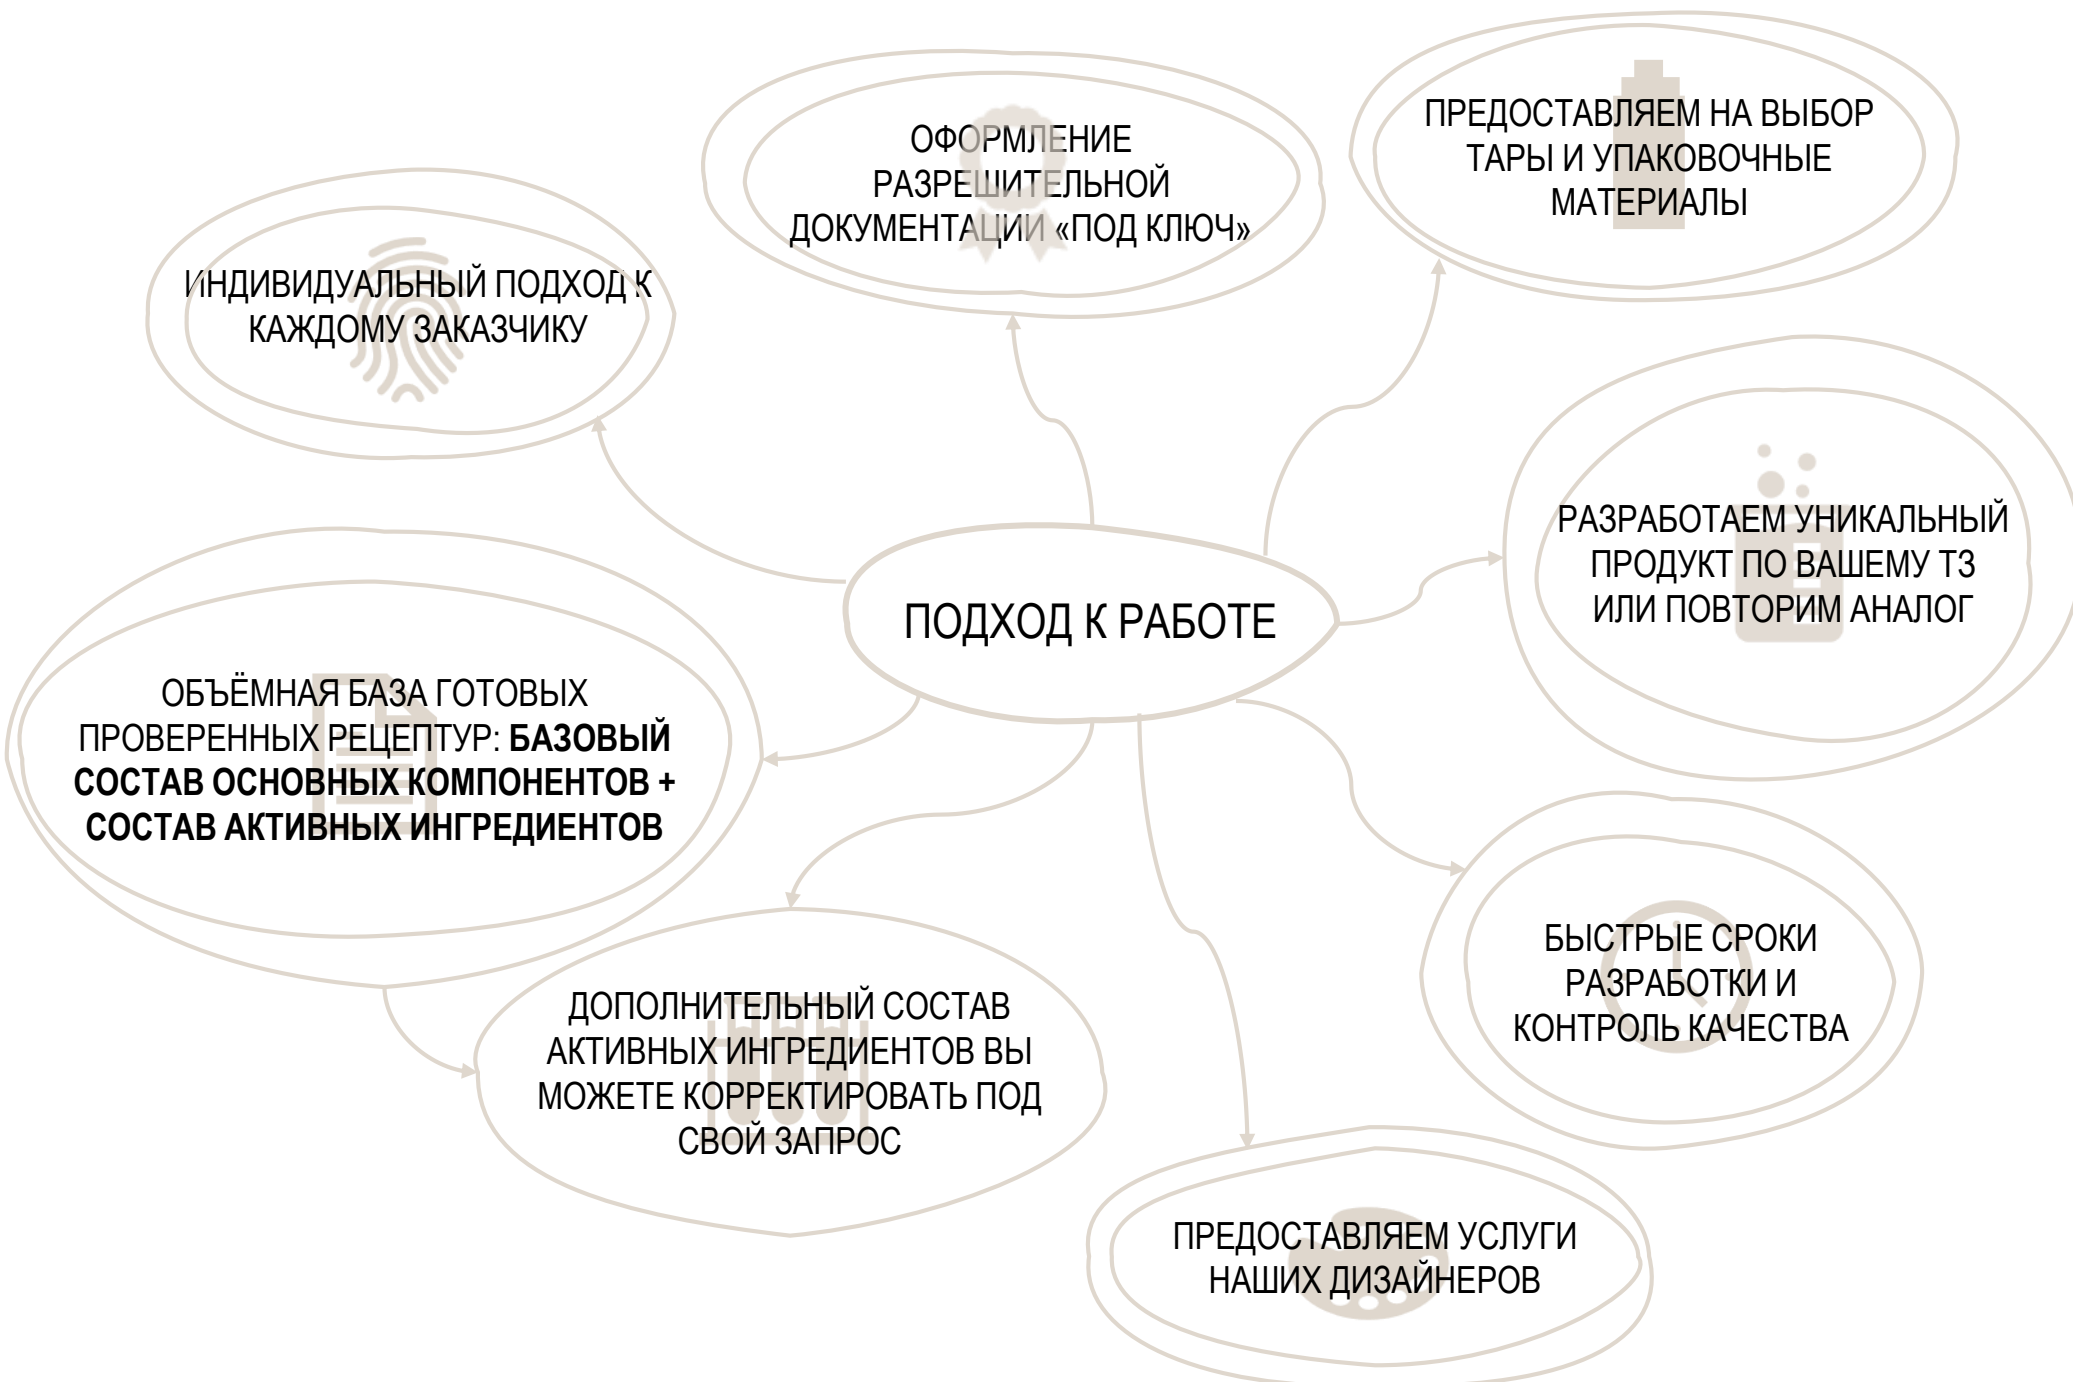 ОФОРМЛЕНИЕ
РАЗРЕШИТЕЛЬНОЙ
ДОКУМЕНТАЦИИ «ПОД КЛЮЧ»
ПРЕДОСТАВЛЯЕМ НА ВЫБОР
ТАРЫ И УПАКОВОЧНЫЕ
МАТЕРИАЛЫ
ИНДИВИДУАЛЬНЫЙ ПОДХОД К
КАЖДОМУ ЗАКАЗЧИКУ
РАЗРАБОТАЕМ УНИКАЛЬНЫЙ
ПРОДУКТ ПО ВАШЕМУ ТЗ
ИЛИ ПОВТОРИМ АНАЛОГ
ПОДХОД К РАБОТЕ
ОБЪЁМНАЯ БАЗА ГОТОВЫХ
ПРОВЕРЕННЫХ РЕЦЕПТУР: БАЗОВЫЙ
СОСТАВ ОСНОВНЫХ КОМПОНЕНТОВ +
СОСТАВ АКТИВНЫХ ИНГРЕДИЕНТОВ
БЫСТРЫЕ СРОКИ
РАЗРАБОТКИ И
КОНТРОЛЬ КАЧЕСТВА
ДОПОЛНИТЕЛЬНЫЙ СОСТАВ
АКТИВНЫХ ИНГРЕДИЕНТОВ ВЫ
МОЖЕТЕ КОРРЕКТИРОВАТЬ ПОД
СВОЙ ЗАПРОС
ПРЕДОСТАВЛЯЕМ УСЛУГИ
НАШИХ ДИЗАЙНЕРОВ